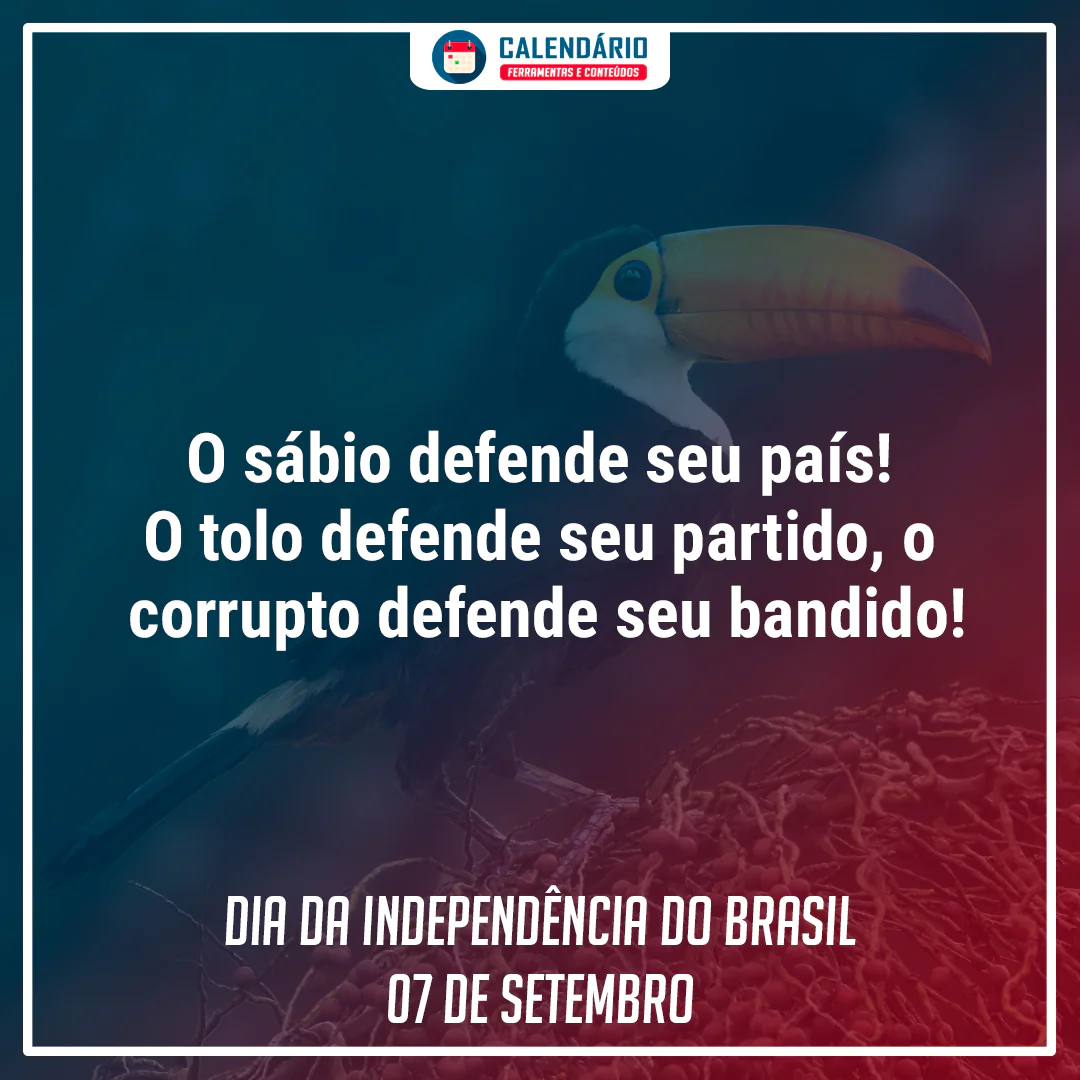 CALENDÁRIO
FERRAMENTAS E CONTEÚDOS
O sábio defende seu país!
O tolo defende seu partido, o
corrupto defende seu bandido!
DIA DA INDEPENDÊNCIA DO BRASIL
07 DE SETEMBRO